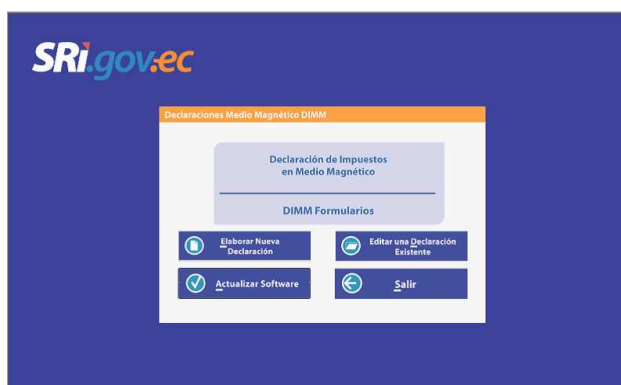 SRi.gov.ec
Declaraciones Medio Magnético DIMM
Declaración de Impuestos
en Medio Magnético
DIMM Formularios
Elaborar Nueva
Declaración
Editar una Declaración
Existente
Actualizar Software
Salir